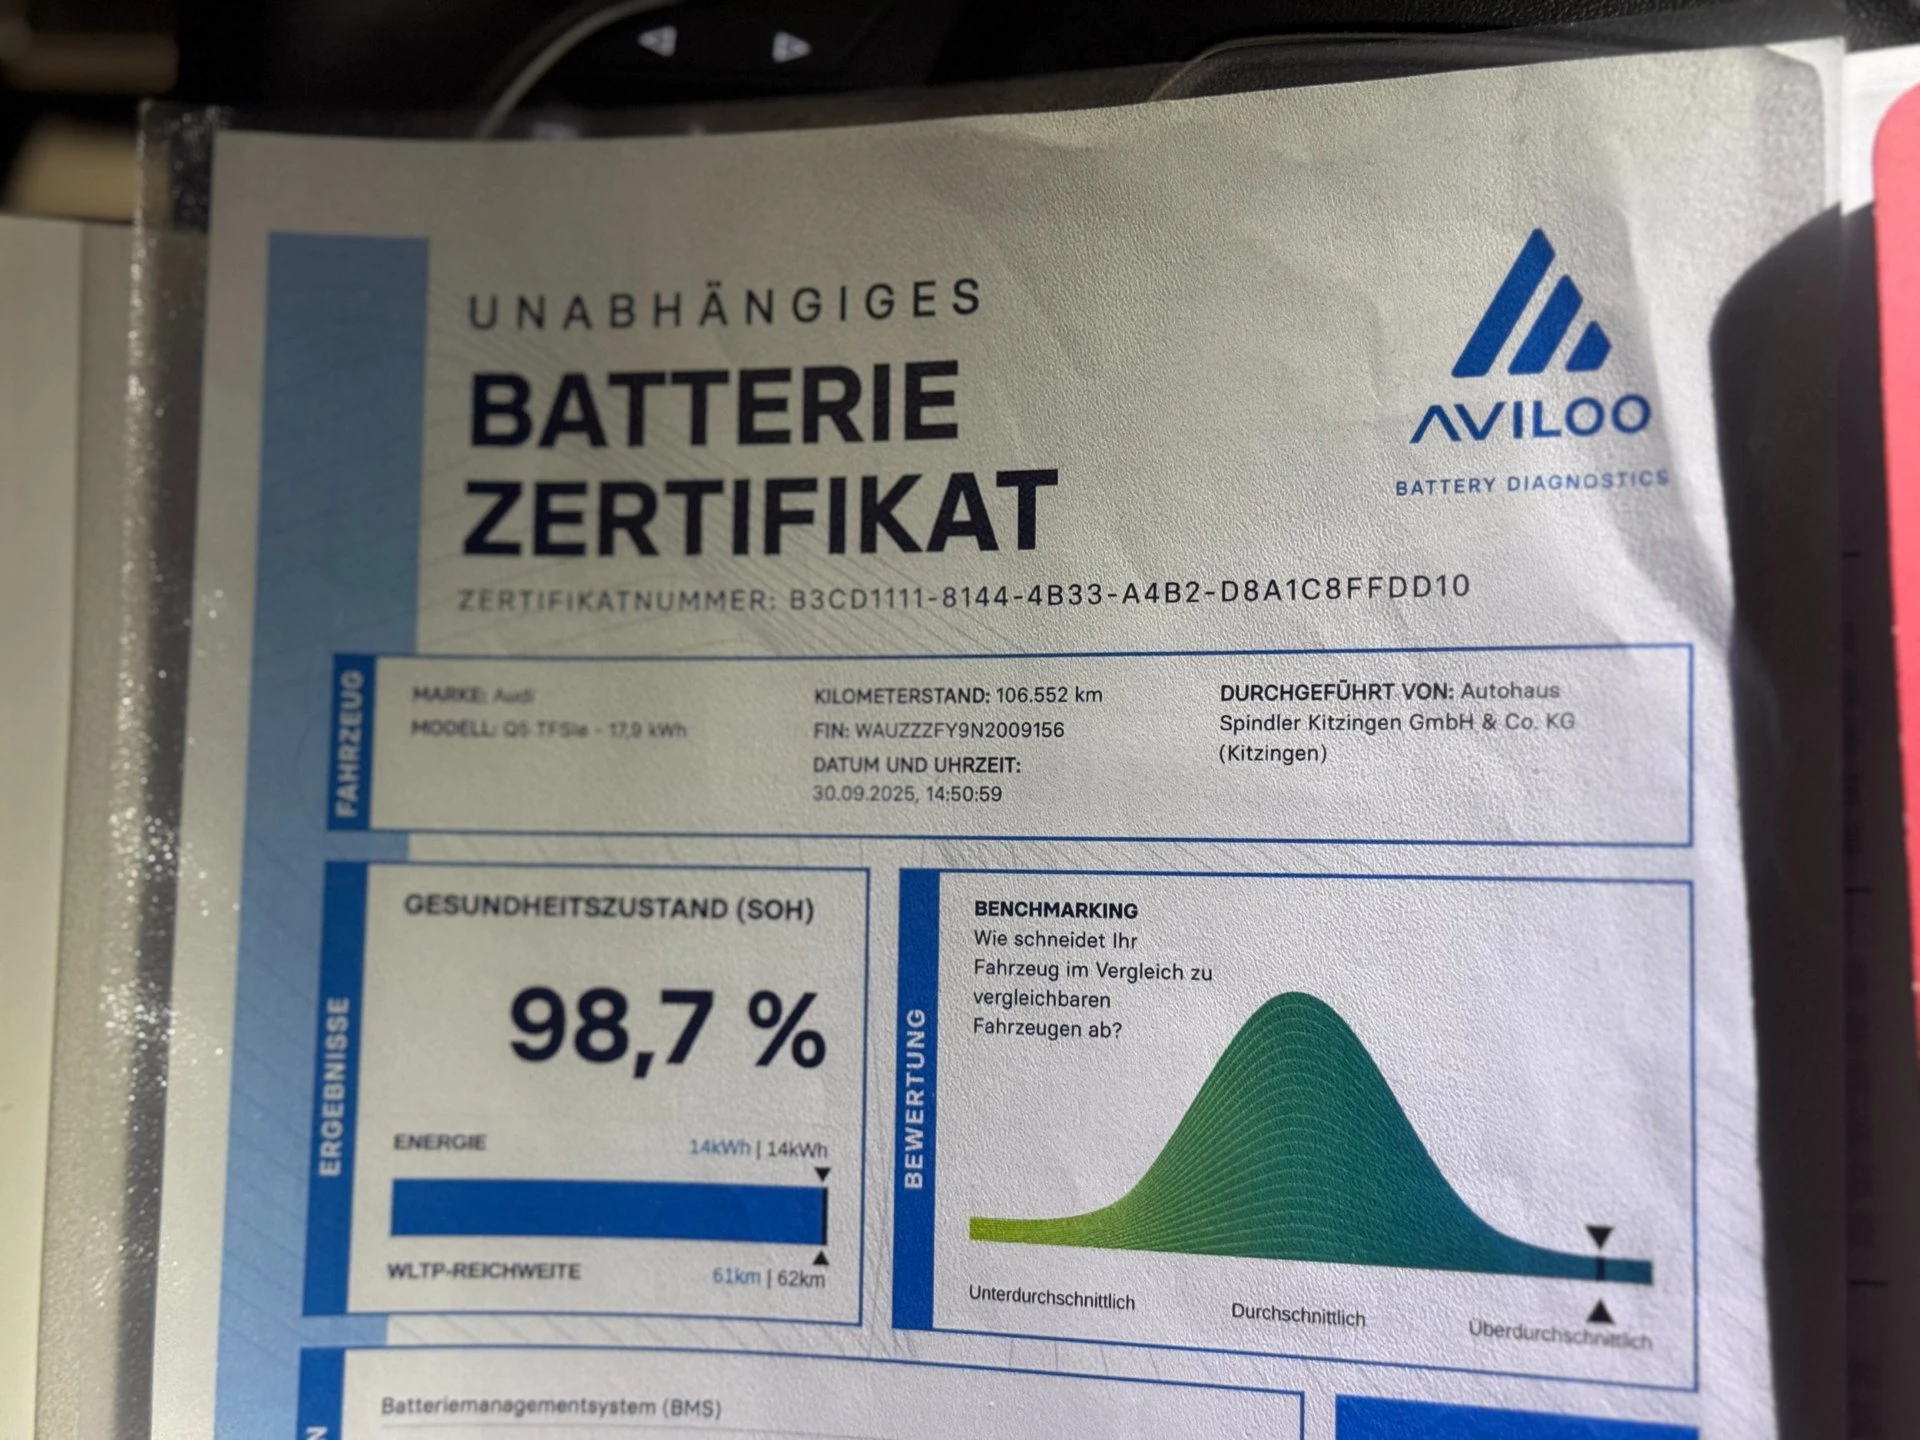 UNABHÄNGIGES
BATTERIE
ZERTIFIKAT
AVILOO
BATTERY DIAGNOSTICS
ZERTIFIKATNUMMER: B3CD1111-8144-4B33-A4B2-D8A1C8FFDD10
FAHRZEUG
MARKE: Audi
MODELL: Q5 TFSIe - 17,9 kWh
KILOMETERSTAND: 106.552 km
FIN: WAUZZZFY9N2009156
DATUM UND UHRZEIT:
30.09.2025, 14:50:59
DURCHGEFÜHRT VON: Autohaus
Spindler Kitzingen GmbH & Co. KG
(Kitzingen)
ERGEBNISSE
GESUNDHEITSZUSTAND (SOH)
98,7 %
ENERGIE 14kWh | 14kWh
WLTP-REICHWEITE 61km | 62km
BEWERTUNG
BENCHMARKING
Wie schneidet Ihr
Fahrzeug im Vergleich zu
vergleichbaren
Fahrzeugen ab?
Unterdurchschnittlich
Durchschnittlich
Überdurchschnittlich
Batteriemanagementsystem (BMS)